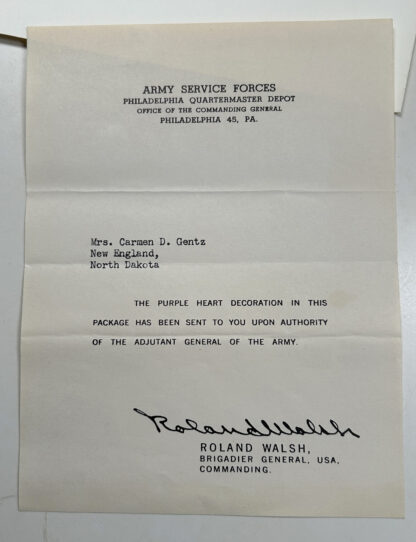 ARMY SERVICE FORCES
PHILADELPHIA QUARTERMASTER DEPOT
OFFICE OF THE COMMANDING GENERAL
PHILADELPHIA 45, PA.
Mrs. Carmen D. Gentz
New England,
North Dakota
THE PURPLE HEART DECORATION IN THIS
PACKAGE HAS BEEN SENT TO YOU UPON AUTHORITY
OF THE ADJUTANT GENERAL OF THE ARMY.
Roland Walsh
ROLAND WALSH,
BRIGADIER GENERAL, USA,
COMMANDING.